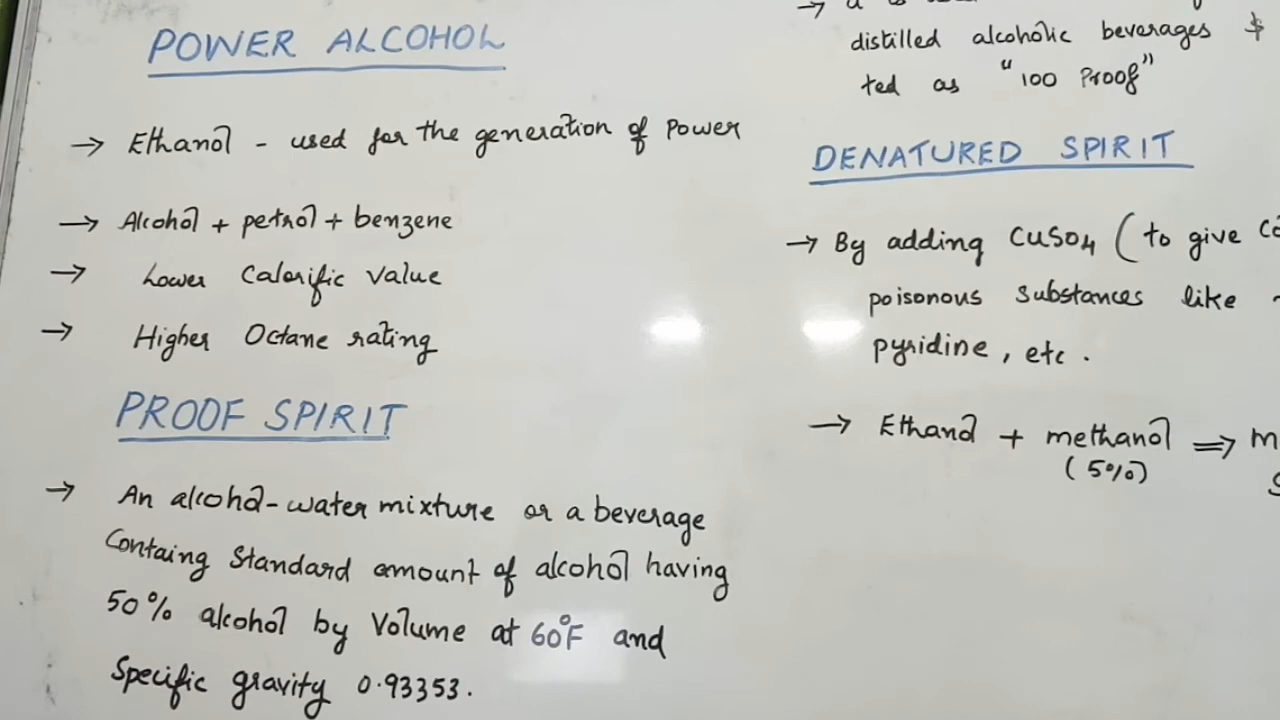 POWER ALCOHOL
→ Ethanol - used for the generation of Power
→ Alcohol + petrol + benzene
→ Lower Calorific value
→ Higher Octane rating
PROOF SPIRIT
→ An alcohol-water mixture or a beverage
Containg Standard amount of alcohol having
50% alcohol by Volume at 60°F and
Specific gravity 0.93353.
→
distilled alcoholic beverages
ted as "100 Proof"
DENATURED SPIRIT
→ By adding CuSO4 (to give
poisonous substances like
pyridine, etc.
→ Ethanol + methanol ⇒ M
(5%)